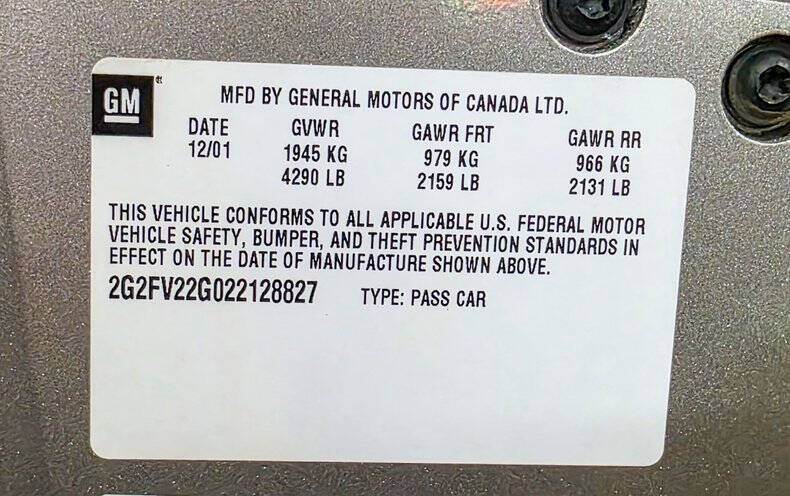 GM
MFD BY GENERAL MOTORS OF CANADA LTD.
DATE GVWR GAWR FRT GAWR RR
12/01 1945 KG 979 KG 966 KG
4290 LB 2159 LB 2131 LB
THIS VEHICLE CONFORMS TO ALL APPLICABLE U.S. FEDERAL MOTOR
VEHICLE SAFETY, BUMPER, AND THEFT PREVENTION STANDARDS IN
EFFECT ON THE DATE OF MANUFACTURE SHOWN ABOVE.
2G2FV22G022128827 TYPE: PASS CAR